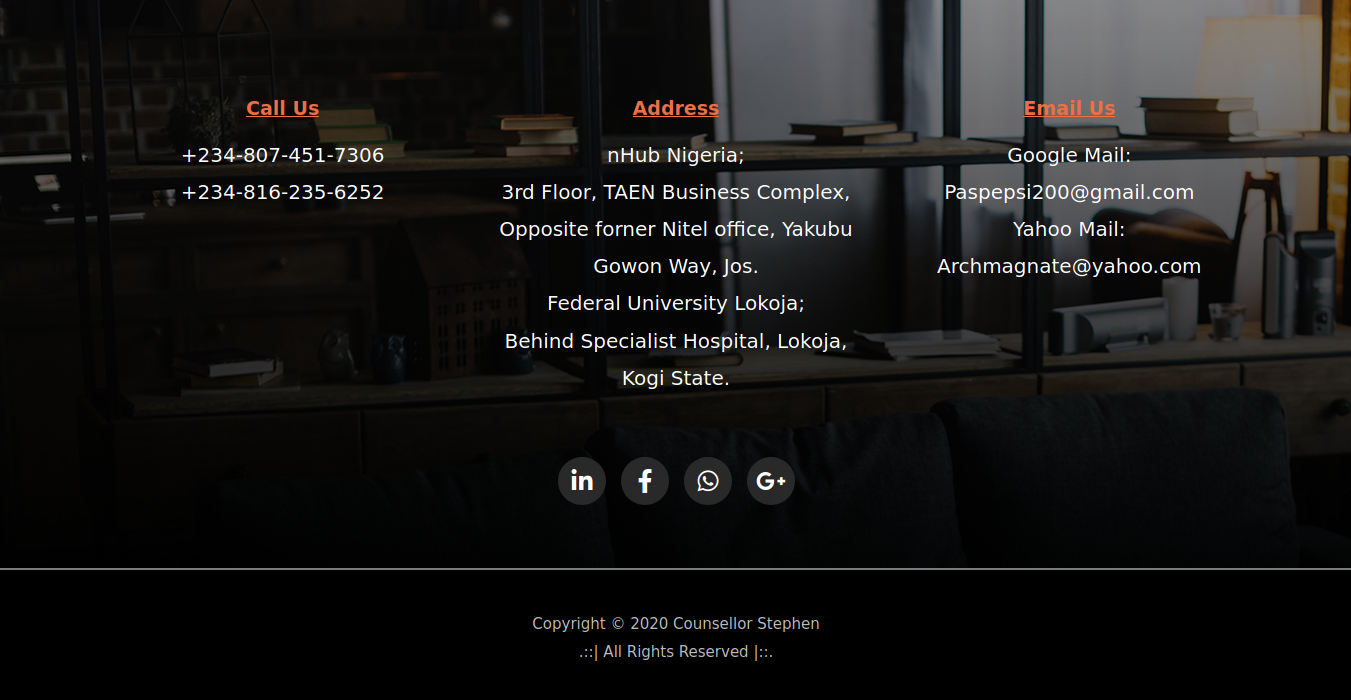 Call Us
+234-807-451-7306
+234-816-235-6252
Address
nHub Nigeria;
3rd Floor, TAEN Business Complex,
Opposite forner Nitel office, Yakubu
Gowon Way, Jos.
Federal University Lokoja;
Behind Specialist Hospital, Lokoja,
Kogi State.
Email Us
Google Mail:
Paspepsi200@gmail.com
Yahoo Mail:
Archmagnate@yahoo.com
Copyright © 2020 Counsellor Stephen
.::| All Rights Reserved |::.